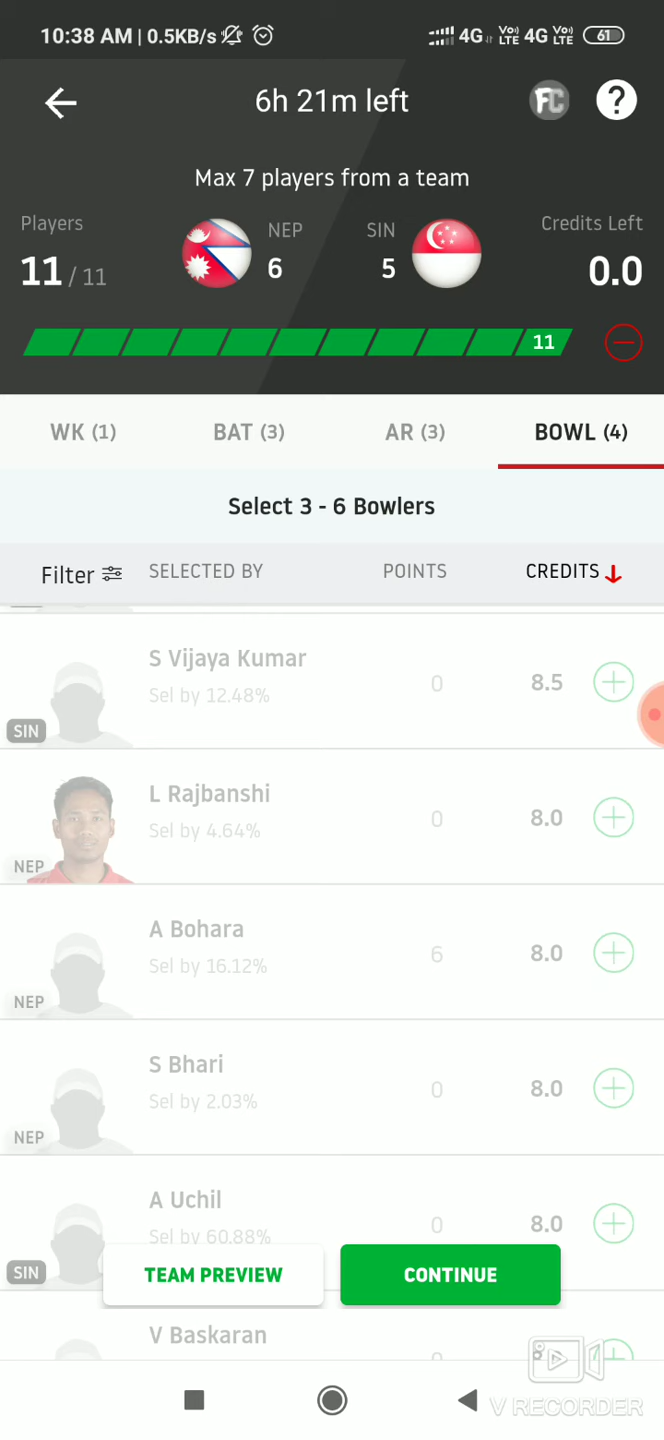 10:38 AM | 0.5KB/s 4G Vo) LTE 4G Vo) LTE 61
6h 21m left FC ?
Max 7 players from a team
Players NEP SIN Credits Left
11 / 11 6 5 0.0
11
WK (1) BAT (3) AR (3) BOWL (4)
Select 3 - 6 Bowlers
Filter SELECTED BY POINTS CREDITS
S Vijaya Kumar
Sel by 12.48% 0 8.5
SIN
L Rajbanshi
Sel by 4.64% 0 8.0
NEP
A Bohara
Sel by 16.12% 6 8.0
NEP
S Bhari
Sel by 2.03% 0 8.0
NEP
A Uchil
Sel by 60.88% 0 8.0
SIN
TEAM PREVIEW CONTINUE
V Baskaran
V RECORDER